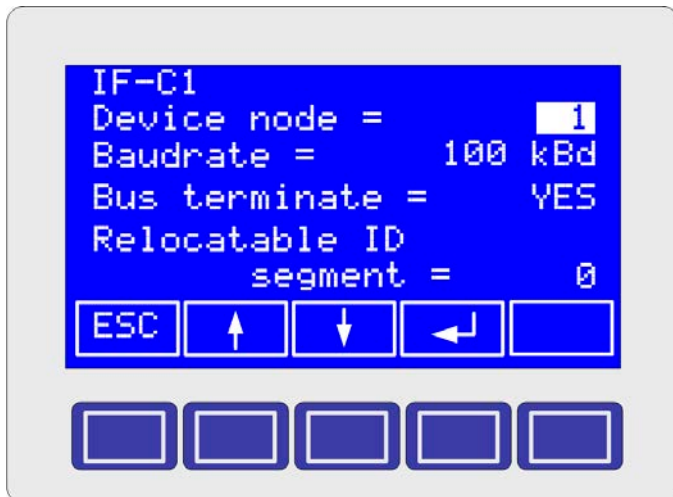 IF-C1
Device node = 1
Baudrate = 100 kBd
Bus terminate = YES
Relocatable ID
segment = 0
ESC